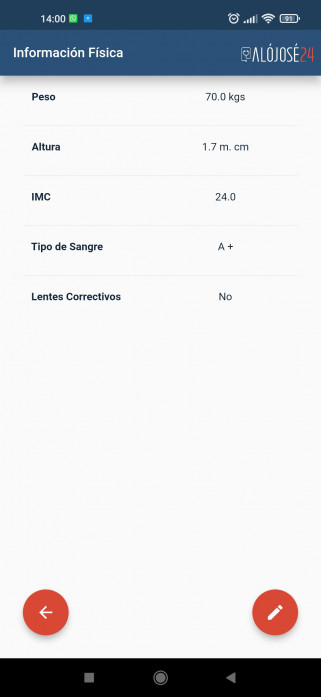 14:00 91
Información Física ALÓJOSÉ24
Peso 70.0 kgs
Altura 1.7 m. cm
IMC 24.0
Tipo de Sangre A +
Lentes Correctivos No